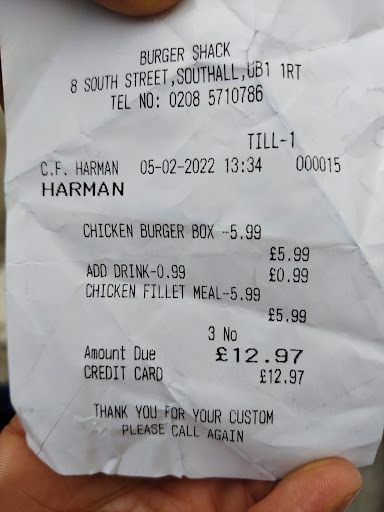 BURGER SHACK
8 SOUTH STREET,SOUTHALL,UB1 1RT
TEL NO: 0208 5710786
TILL-1
C.F. HARMAN 05-02-2022 13:34 000015
HARMAN
CHICKEN BURGER BOX -5.99
£5.99
ADD DRINK-0.99 £0.99
CHICKEN FILLET MEAL-5.99
£5.99
3 No
Amount Due £12.97
CREDIT CARD £12.97
THANK YOU FOR YOUR CUSTOM
PLEASE CALL AGAIN